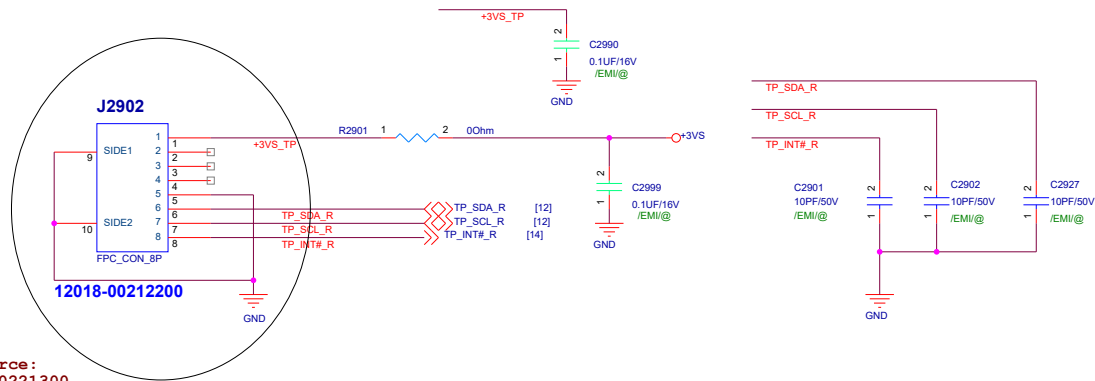 +3VS_TP
2
C2990
0.1UF/16V
1
/EMI/@
GND
J2902
SIDE1
9
SIDE2
10
1
2
3
4
5
6
7
8
1
2
3
4
5
6
7
8
FPC_CON_8P
12018-00212200
GND
+3VS_TP
R2901
1
2
0Ohm
+3VS
2
C2999
0.1UF/16V
1
/EMI/@
GND
TP_SDA_R
TP_SCL_R
TP_INT#_R
TP_SDA_R [12]
TP_SCL_R [12]
TP_INT#_R [14]
TP_SDA_R
TP_SCL_R
TP_INT#_R
C2901
10PF/50V
/EMI/@
2
1
C2902
10PF/50V
/EMI/@
2
1
C2927
10PF/50V
/EMI/@
2
1
GND
rce:
0221300